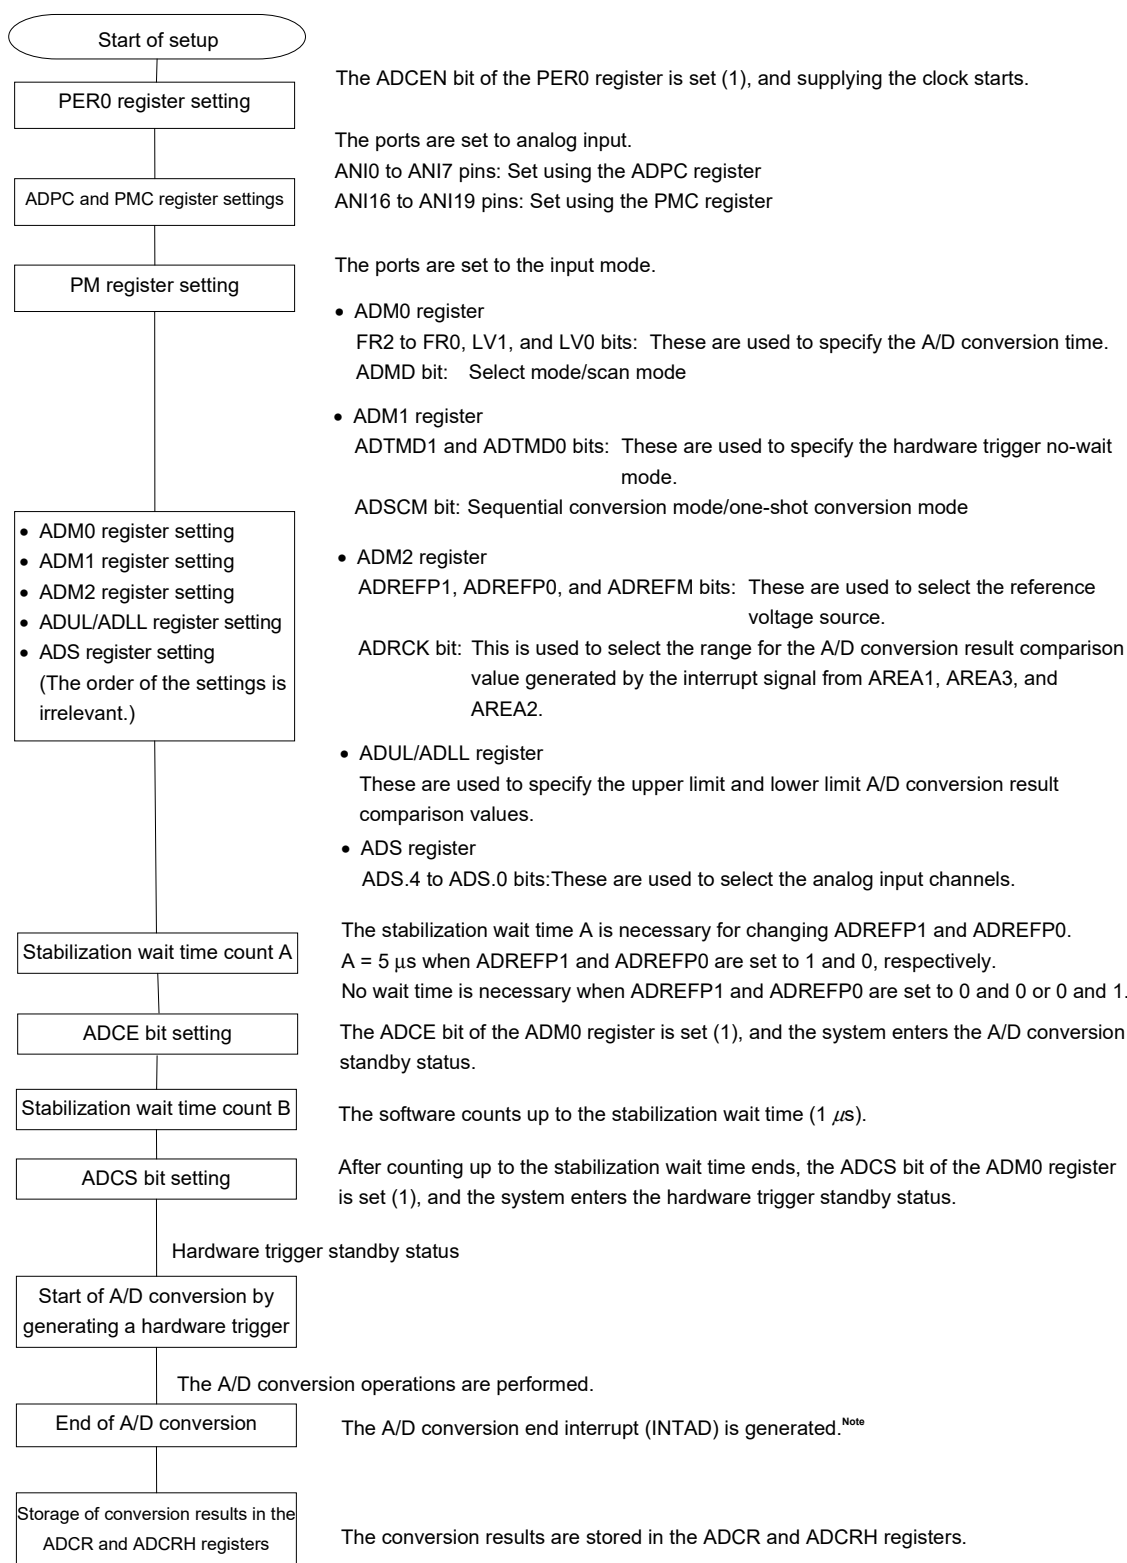 Start of setup
The ADCEN bit of the PER0 register is set (1), and supplying the clock starts.
PER0 register setting
The ports are set to analog input.
ANI0 to ANI7 pins: Set using the ADPC register
ANI16 to ANI19 pins: Set using the PMC register
ADPC and PMC register settings
The ports are set to the input mode.
PM register setting
• ADM0 register
FR2 to FR0, LV1, and LV0 bits: These are used to specify the A/D conversion time.
ADMD bit: Select mode/scan mode
• ADM1 register
ADTMD1 and ADTMD0 bits: These are used to specify the hardware trigger no-wait
mode.
ADSCM bit: Sequential conversion mode/one-shot conversion mode
• ADM0 register setting
• ADM1 register setting
• ADM2 register setting
• ADUL/ADLL register setting
• ADS register setting
(The order of the settings is
irrelevant.)
• ADM2 register
ADREFP1, ADREFP0, and ADREFM bits: These are used to select the reference
voltage source.
ADRCK bit: This is used to select the range for the A/D conversion result comparison
value generated by the interrupt signal from AREA1, AREA3, and
AREA2.
• ADUL/ADLL register
These are used to specify the upper limit and lower limit A/D conversion result
comparison values.
• ADS register
ADS.4 to ADS.0 bits:These are used to select the analog input channels.
Stabilization wait time count A
The stabilization wait time A is necessary for changing ADREFP1 and ADREFP0.
A = 5 μs when ADREFP1 and ADREFP0 are set to 1 and 0, respectively.
No wait time is necessary when ADREFP1 and ADREFP0 are set to 0 and 0 or 0 and 1.
ADCE bit setting
The ADCE bit of the ADM0 register is set (1), and the system enters the A/D conversion
standby status.
Stabilization wait time count B
The software counts up to the stabilization wait time (1 μs).
ADCS bit setting
After counting up to the stabilization wait time ends, the ADCS bit of the ADM0 register
is set (1), and the system enters the hardware trigger standby status.
Hardware trigger standby status
Start of A/D conversion by
generating a hardware trigger
The A/D conversion operations are performed.
End of A/D conversion
The A/D conversion end interrupt (INTAD) is generated.Note
Storage of conversion results in the
ADCR and ADCRH registers
The conversion results are stored in the ADCR and ADCRH registers.